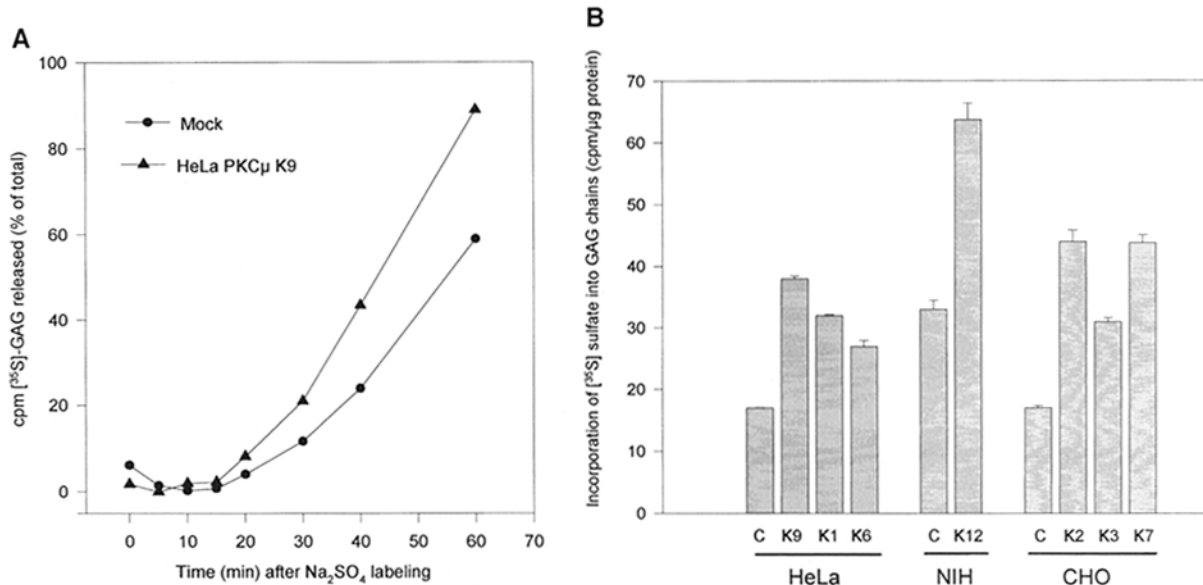 A
cpm [³⁵S]-GAG released (% of total)
100
80
60
40
20
0
Mock
HeLa PKCμ K9
0 10 20 30 40 50 60 70
Time (min) after Na₂SO₄ labeling
B
Incorporation of [³⁵S] sulfate into GAG chains (cpm/μg protein)
70
60
50
40
30
20
10
0
C K9 K1 K6 C K12 C K2 K3 K7
HeLa NIH CHO